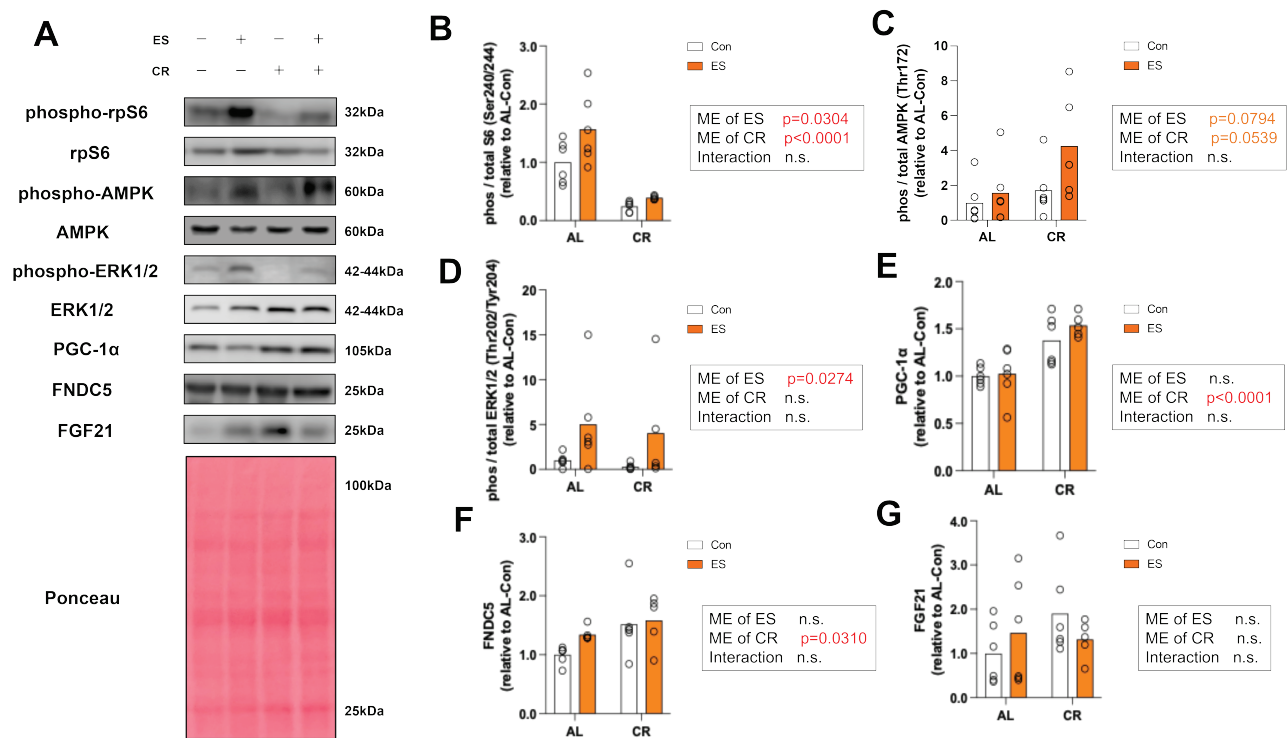 A
ES − + − +
CR − − + +
phospho-rpS6 32kDa
rpS6 32kDa
phospho-AMPK 60kDa
AMPK 60kDa
phospho-ERK1/2 42-44kDa
ERK1/2 42-44kDa
PGC-1α 105kDa
FNDC5 25kDa
FGF21 25kDa
100kDa
Ponceau
25kDa
B
phos / total S6 (Ser240/244)
(relative to AL-Con)
3.0
2.0
1.0
0.0
AL CR
Con
ES
ME of ES p=0.0304
ME of CR p<0.0001
Interaction n.s.
C
phos / total AMPK (Thr172)
(relative to AL-Con)
10
8
6
4
2
0
AL CR
Con
ES
ME of ES p=0.0794
ME of CR p=0.0539
Interaction n.s.
D
phos / total ERK1/2 (Thr202/Tyr204)
(relative to AL-Con)
20
15
10
5
0
AL CR
Con
ES
ME of ES p=0.0274
ME of CR n.s.
Interaction n.s.
E
PGC-1α
(relative to AL-Con)
2.0
1.5
1.0
0.5
0.0
AL CR
Con
ES
ME of ES n.s.
ME of CR p<0.0001
Interaction n.s.
F
FNDC5
(relative to AL-Con)
3.0
2.0
1.0
0.0
AL CR
Con
ES
ME of ES n.s.
ME of CR p=0.0310
Interaction n.s.
G
FGF21
(relative to AL-Con)
4.0
3.0
2.0
1.0
0.0
AL CR
Con
ES
ME of ES n.s.
ME of CR n.s.
Interaction n.s.